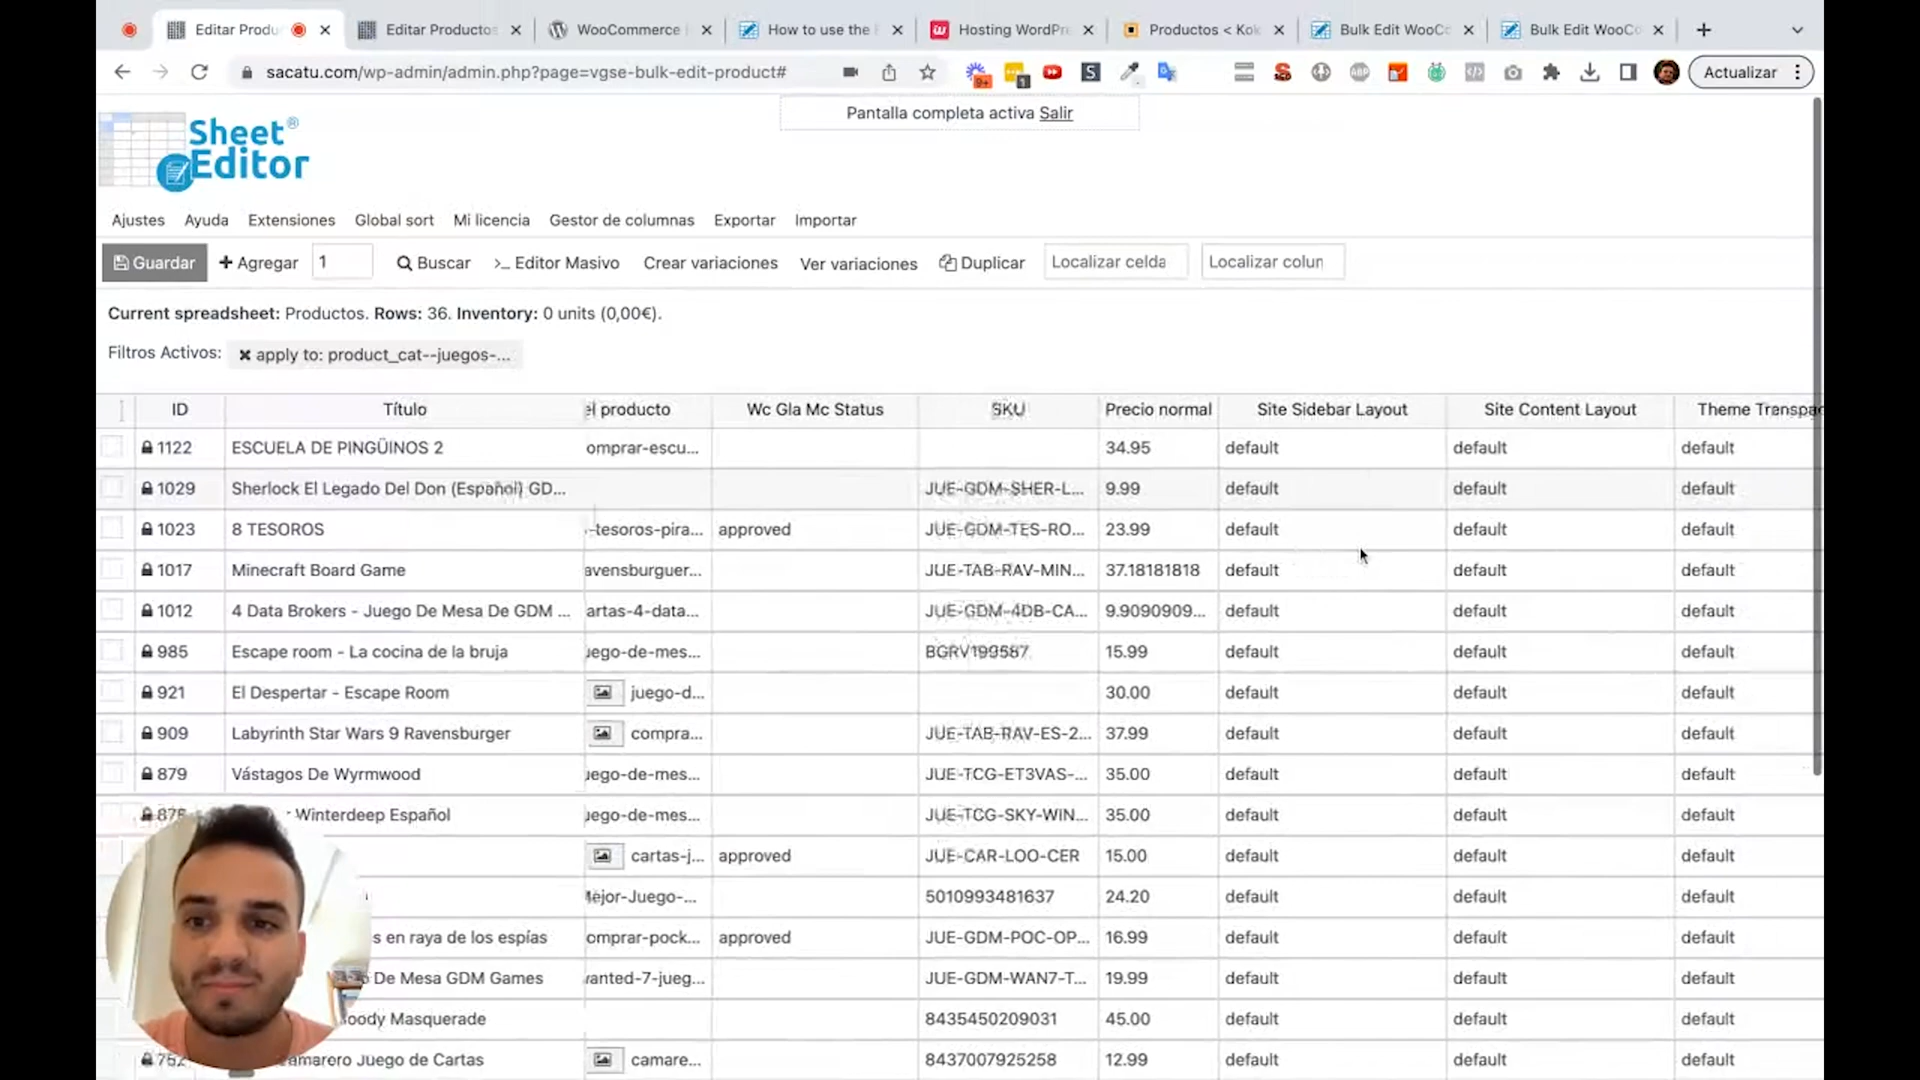 Editar Produ
Editar Productos
WooCommerce
How to use the
Hosting WordPr
Productos < Kok
Bulk Edit WooCo
Bulk Edit WooCo
sacatu.com/wp-admin/admin.php?page=vgse-bulk-edit-product#
9+
1
S
ABP
Actualizar
Pantalla completa activa Salir
Sheet®
Editor
Ajustes Ayuda Extensiones Global sort Mi licencia Gestor de columnas Exportar Importar
Guardar + Agregar 1 Buscar >_ Editor Masivo Crear variaciones Ver variaciones Duplicar Localizar celda Localizar colun
Current spreadsheet: Productos. Rows: 36. Inventory: 0 units (0,00€).
Filtros Activos: × apply to: product_cat--juegos-...
ID Título el producto Wc Gla Mc Status SKU Precio normal Site Sidebar Layout Site Content Layout Theme Transpac
1122 ESCUELA DE PINGÜINOS 2 omprar-escu... 34.95 default default default
1029 Sherlock El Legado Del Don (Español) GD... JUE-GDM-SHER-L... 9.99 default default default
1023 8 TESOROS -tesoros-pira... approved JUE-GDM-TES-RO... 23.99 default default default
1017 Minecraft Board Game avensburguer... JUE-TAB-RAV-MIN... 37.18181818 default default default
1012 4 Data Brokers - Juego De Mesa De GDM ... artas-4-data... JUE-GDM-4DB-CA... 9.9090909... default default default
985 Escape room - La cocina de la bruja uego-de-mes... BGRV199587 15.99 default default default
921 El Despertar - Escape Room juego-d... 30.00 default default default
909 Labyrinth Star Wars 9 Ravensburger compra... JUE-TAB-RAV-ES-2... 37.99 default default default
879 Vástagos De Wyrmwood uego-de-mes... JUE-TCG-ET3VAS-... 35.00 default default default
Winterdeep Español uego-de-mes... JUE-TCG-SKY-WIN... 35.00 default default default
cartas-j... approved JUE-CAR-LOO-CER 15.00 default default default
Mejor-Juego-... 5010993481637 24.20 default default default
s en raya de los espías omprar-pock... approved JUE-GDM-POC-OP... 16.99 default default default
De Mesa GDM Games vanted-7-jueg... JUE-GDM-WAN7-T... 19.99 default default default
oody Masquerade 8435450209031 45.00 default default default
752 amarero Juego de Cartas camare... 8437007925258 12.99 default default default